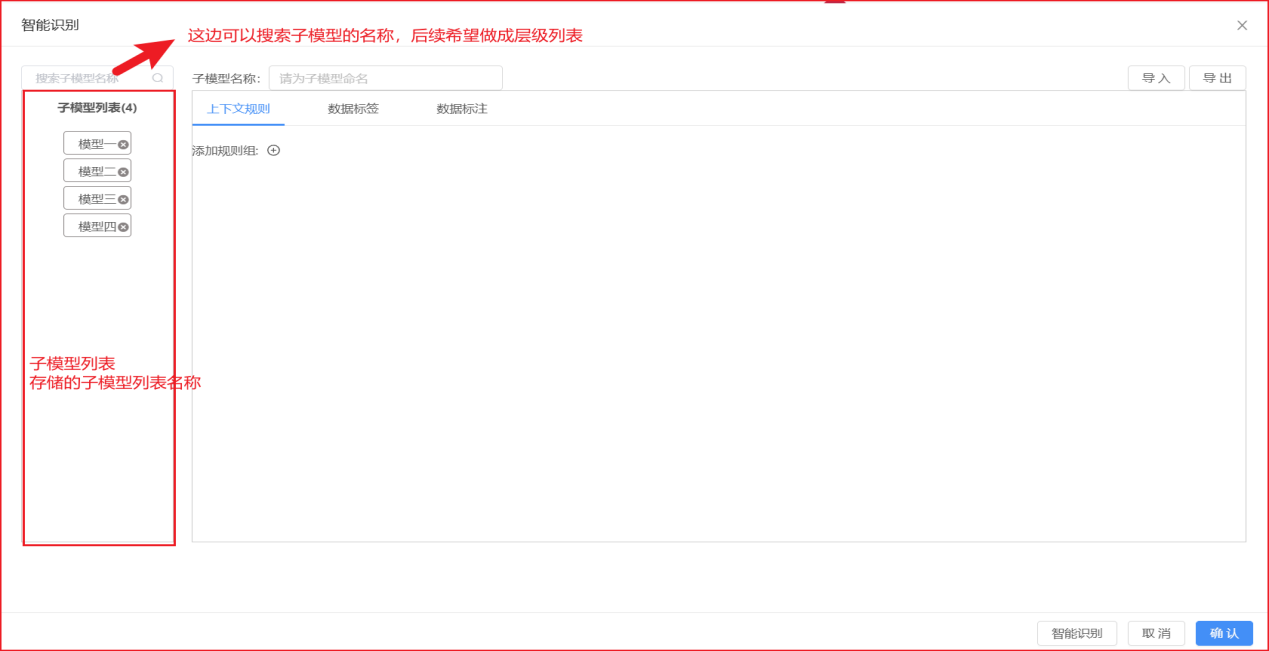 智能识别
这边可以搜索子模型的名称，后续希望做成层级列表
搜索子模型名称
子模型名称： 请为子模型命名
导入 导出
子模型列表(4)
上下文规则 数据标签 数据标注
模型一
添加规则组:
模型二
模型三
模型四
子模型列表
存储的子模型列表名称
智能识别 取消 确认